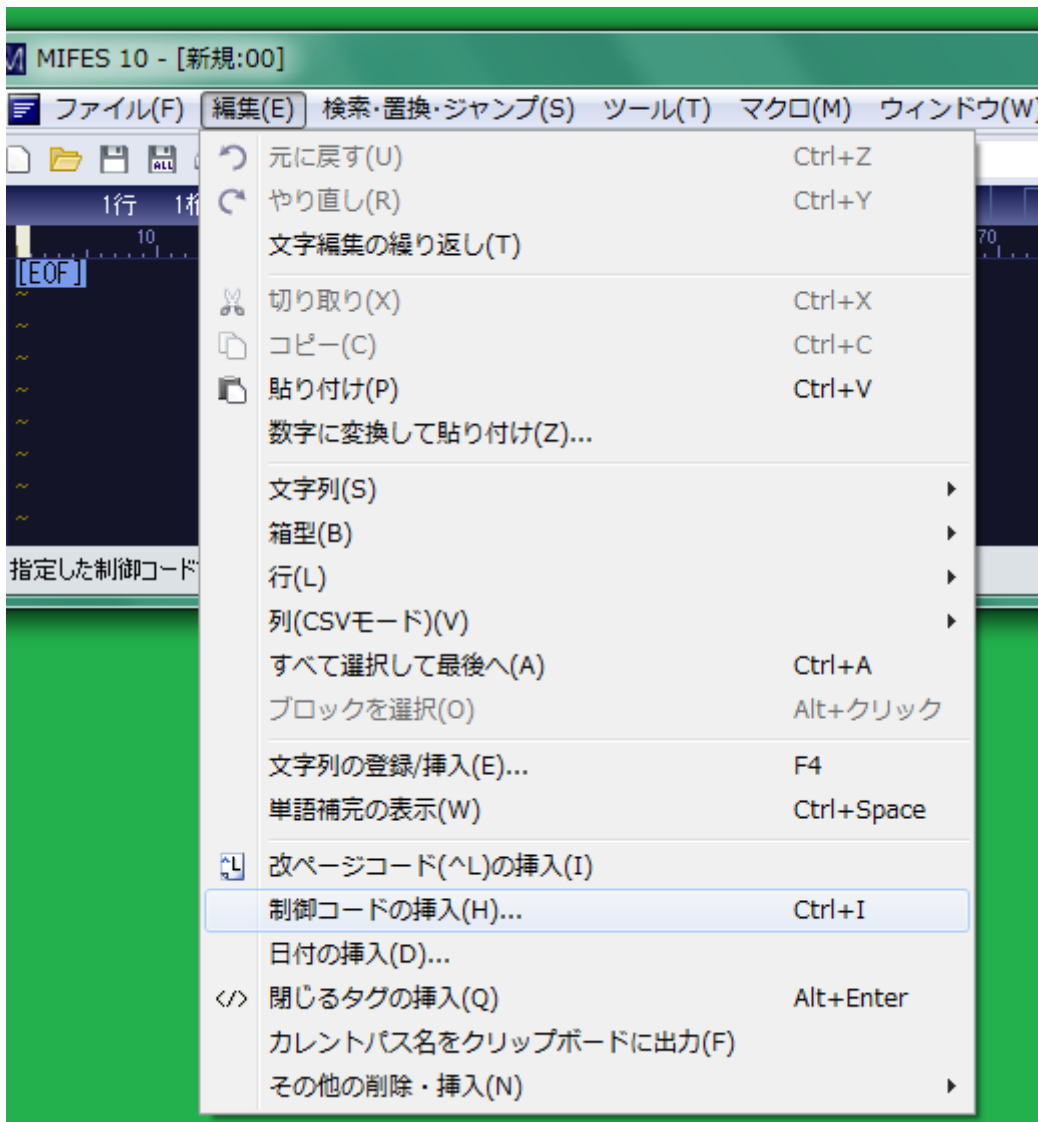 MIFES 10 - [新規:00]
ファイル(F) 編集(E) 検索・置換・ジャンプ(S) ツール(T) マクロ(M) ウィンドウ(W)
ALL
1行 1桁
10 70
[EOF]
~
~
~
~
~
~
~
~
指定した制御コード
元に戻す(U) Ctrl+Z
やり直し(R) Ctrl+Y
文字編集の繰り返し(T)
切り取り(X) Ctrl+X
コピー(C) Ctrl+C
貼り付け(P) Ctrl+V
数字に変換して貼り付け(Z)...
文字列(S)
箱型(B)
行(L)
列(CSVモード)(V)
すべて選択して最後へ(A) Ctrl+A
ブロックを選択(O) Alt+クリック
文字列の登録/挿入(E)... F4
単語補完の表示(W) Ctrl+Space
^L 改ページコード(^L)の挿入(I)
制御コードの挿入(H)... Ctrl+I
日付の挿入(D)...
</> 閉じるタグの挿入(Q) Alt+Enter
カレントパス名をクリップボードに出力(F)
その他の削除・挿入(N)